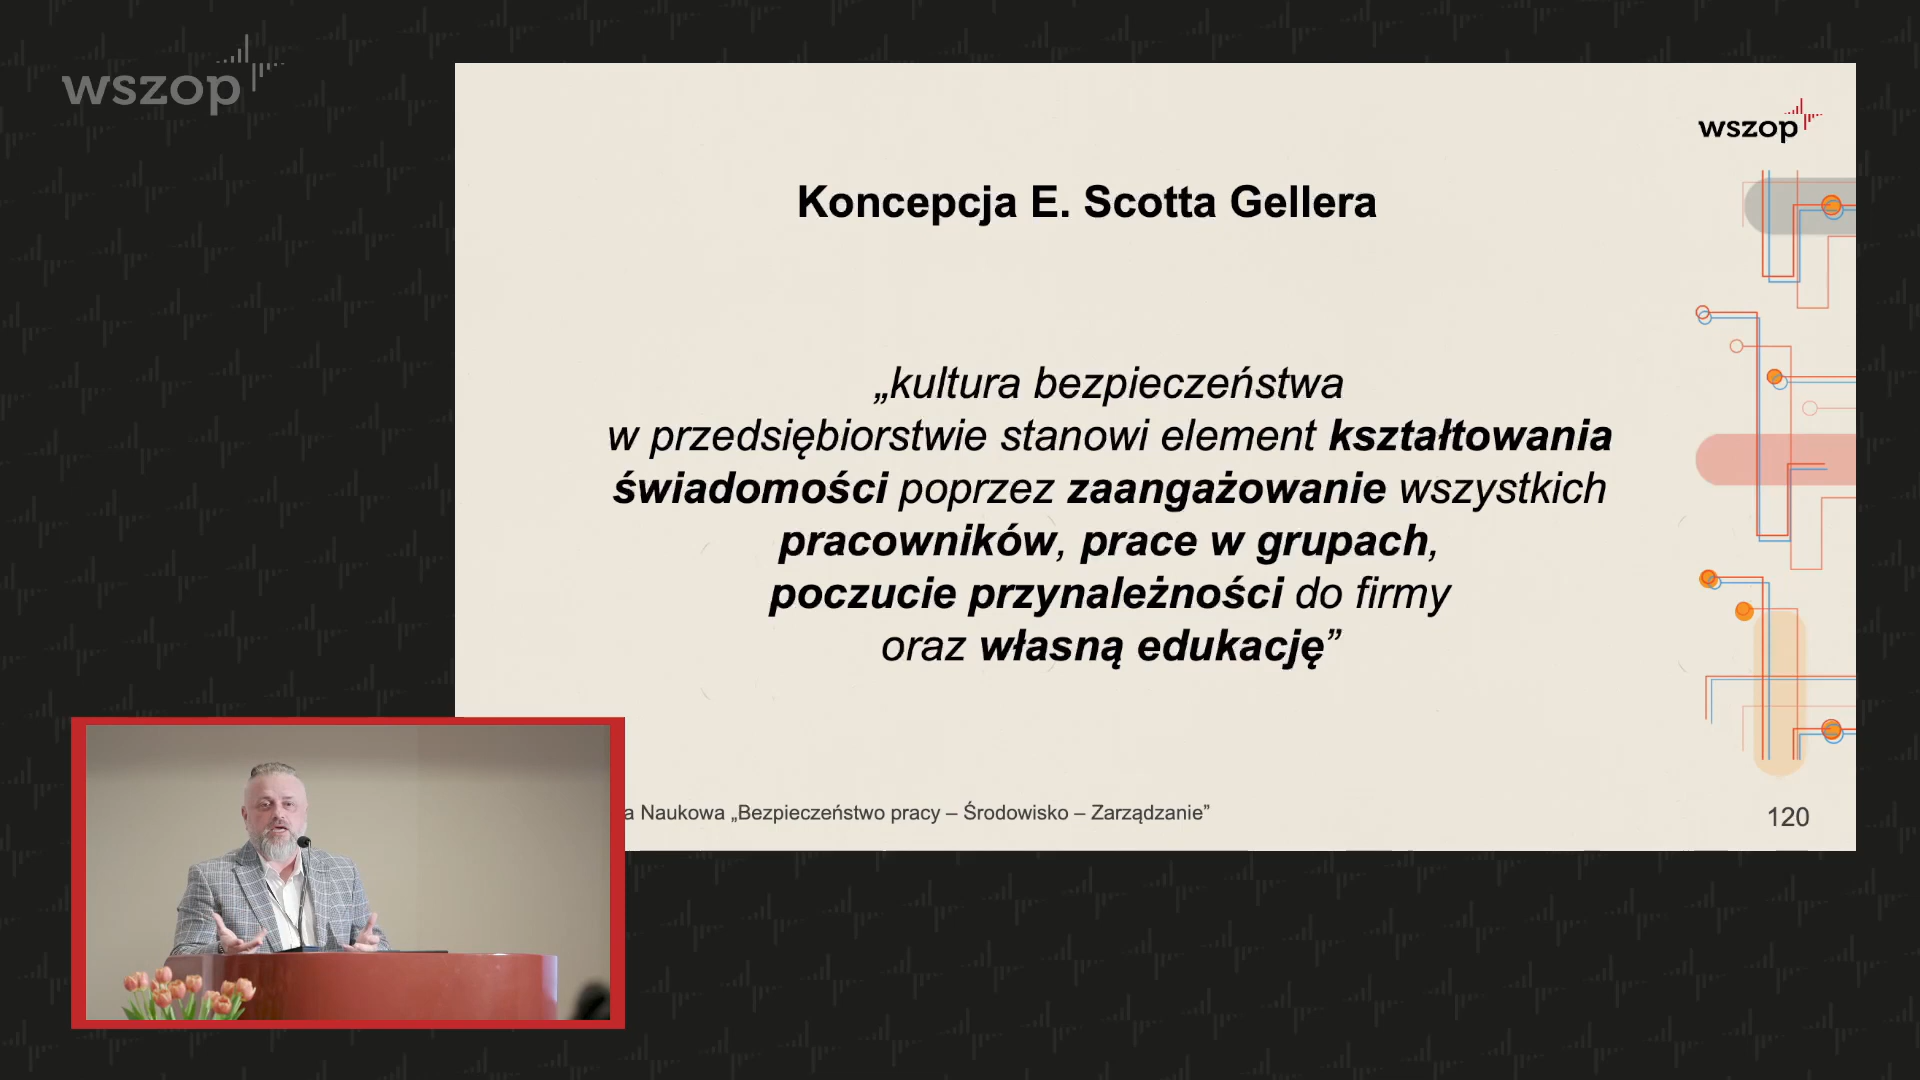 wszop
wszop
Koncepcja E. Scotta Gellera
„kultura bezpieczeństwa
w przedsiębiorstwie stanowi element kształtowania
świadomości poprzez zaangażowanie wszystkich
pracowników, prace w grupach,
poczucie przynależności do firmy
oraz własną edukację”
Naukowa „Bezpieczeństwo pracy – Środowisko – Zarządzanie”
120